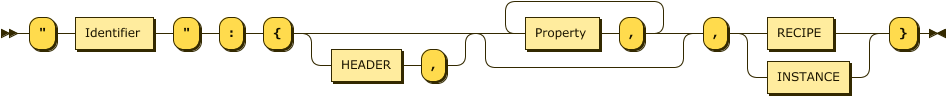 " Identifier " : { Property , , RECIPE }
HEADER ,
INSTANCE